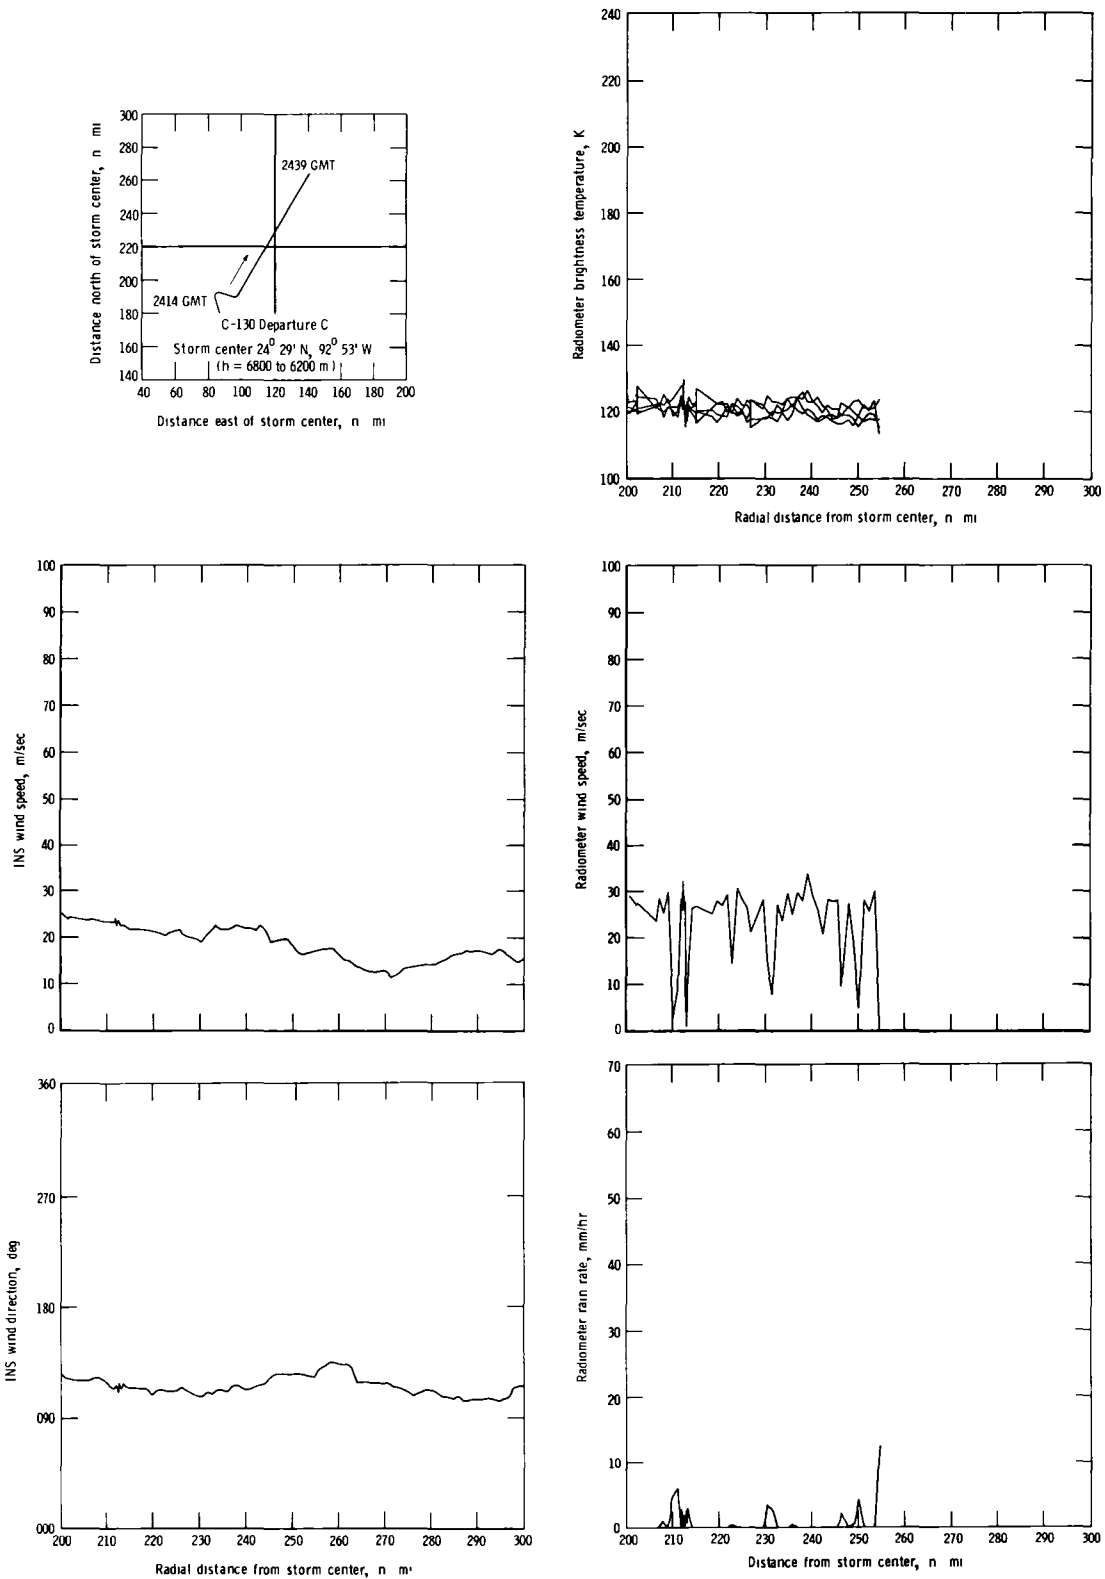 300
280
260
240
220
200
180
160
140
Distance north of storm center, n mi
2439 GMT
2414 GMT
C-130 Departure C
Storm center 24° 29' N, 92° 53' W
(h = 6800 to 6200 m)
40 60 80 100 120 140 160 180 200
Distance east of storm center, n mi
240
220
200
180
160
140
120
100
Radiometer brightness temperature, K
200 210 220 230 240 250 260 270 280 290 300
Radial distance from storm center, n mi
100
90
80
70
60
50
40
30
20
10
0
INS wind speed, m/sec
100
90
80
70
60
50
40
30
20
10
0
Radiometer wind speed, m/sec
360
270
180
090
000
INS wind direction, deg
200 210 220 230 240 250 260 270 280 290 300
Radial distance from storm center, n mi
70
60
50
40
30
20
10
0
Radiometer rain rate, mm/hr
200 210 220 230 240 250 260 270 280 290 300
Distance from storm center, n mi